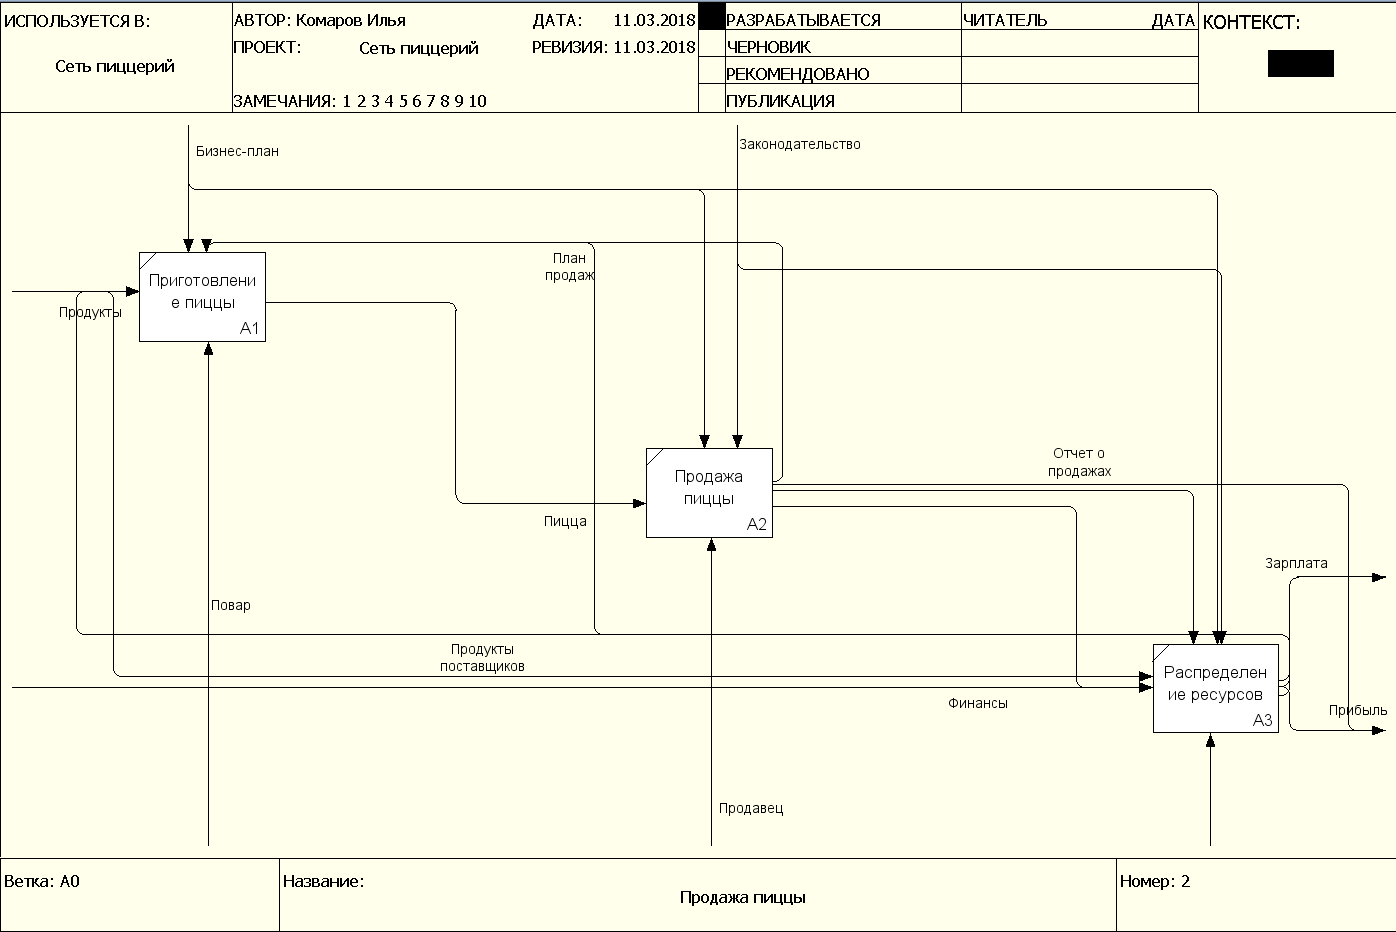 ИСПОЛЬЗУЕТСЯ В:
Сеть пиццерий
АВТОР: Комаров Илья
ДАТА: 11.03.2018
ПРОЕКТ: Сеть пиццерий
РЕВИЗИЯ: 11.03.2018
ЗАМЕЧАНИЯ: 1 2 3 4 5 6 7 8 9 10
РАЗРАБАТЫВАЕТСЯ
ЧЕРНОВИК
РЕКОМЕНДОВАНО
ПУБЛИКАЦИЯ
ЧИТАТЕЛЬ ДАТА
КОНТЕКСТ:
Бизнес-план
Законодательство
План
продаж
Приготовлени
е пиццы
A1
Продукты
Отчет о
продажах
Продажа
пиццы
A2
Пицца
Зарплата
Повар
Продукты
поставщиков
Распределен
ие ресурсов
A3
Финансы
Прибыль
Продавец
Ветка: A0
Название:
Продажа пиццы
Номер: 2